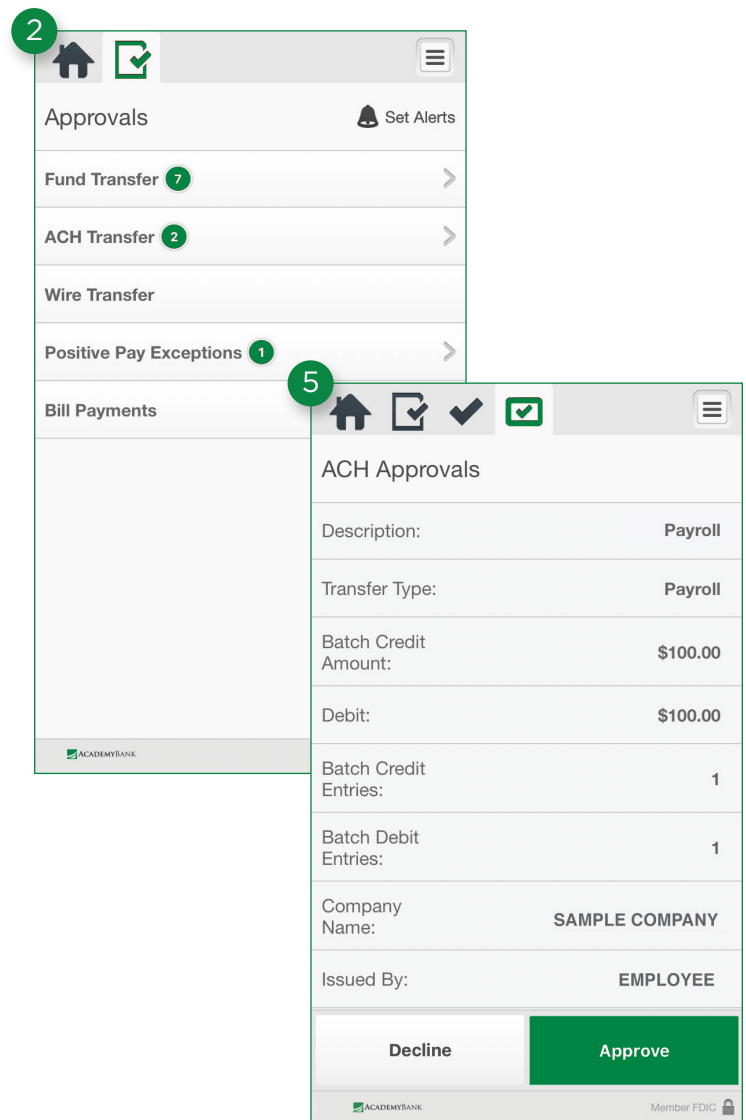 2
Approvals
Set Alerts
Fund Transfer 7
ACH Transfer 2
Wire Transfer
Positive Pay Exceptions 1
Bill Payments
ACADEMYBANK
5
ACH Approvals
Description: Payroll
Transfer Type: Payroll
Batch Credit
Amount: $100.00
Debit: $100.00
Batch Credit
Entries: 1
Batch Debit
Entries: 1
Company
Name: SAMPLE COMPANY
Issued By: EMPLOYEE
Decline
Approve
ACADEMYBANK
Member FDIC